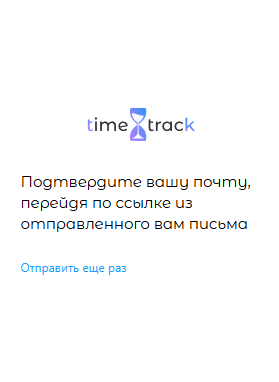 time track
Подтвердите вашу почту,
перейдя по ссылке из
отправленного вам письма
Отправить еще раз